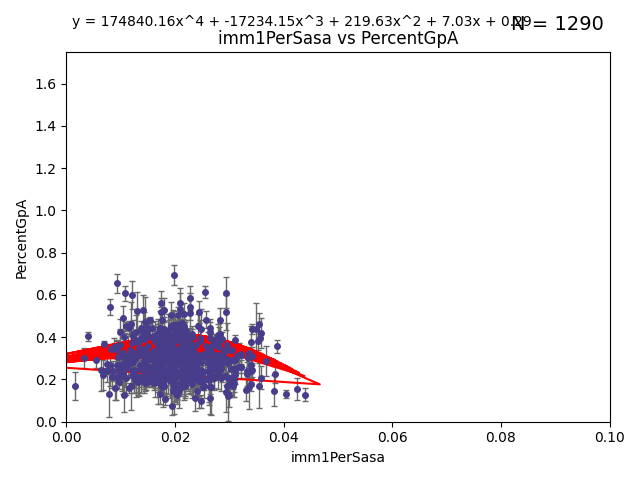 y = 174840.16x^4 + -17234.15x^3 + 219.63x^2 + 7.03x + 0.29
N = 1290
imm1PerSasa vs PercentGpA
PercentGpA
1.6
1.4
1.2
1.0
0.8
0.6
0.4
0.2
0.0
0.00 0.02 0.04 0.06 0.08 0.10
imm1PerSasa